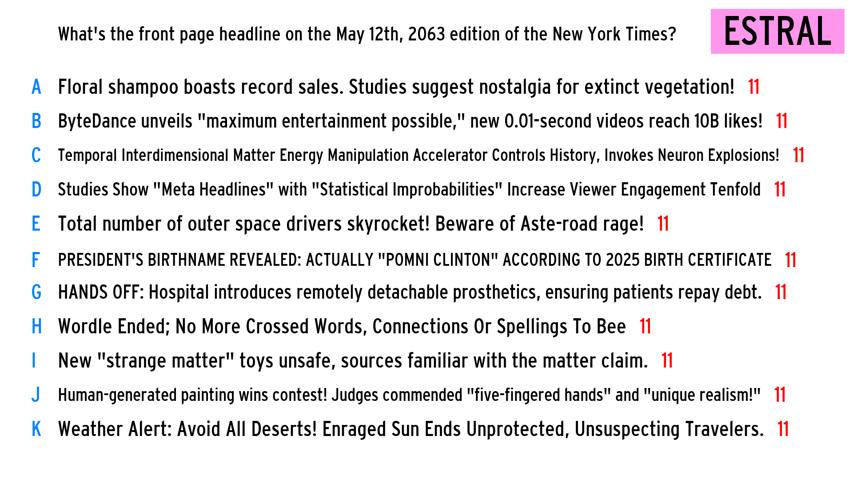 What's the front page headline on the May 12th, 2063 edition of the New York Times?
ESTRAL
A Floral shampoo boasts record sales. Studies suggest nostalgia for extinct vegetation! 11
B ByteDance unveils "maximum entertainment possible," new 0.01-second videos reach 10B likes! 11
C Temporal Interdimensional Matter Energy Manipulation Accelerator Controls History, Invokes Neuron Explosions! 11
D Studies Show "Meta Headlines" with "Statistical Improbabilities" Increase Viewer Engagement Tenfold 11
E Total number of outer space drivers skyrocket! Beware of Aste-road rage! 11
F PRESIDENT'S BIRTHNAME REVEALED: ACTUALLY "POMNI CLINTON" ACCORDING TO 2025 BIRTH CERTIFICATE 11
G HANDS OFF: Hospital introduces remotely detachable prosthetics, ensuring patients repay debt. 11
H Wordle Ended; No More Crossed Words, Connections Or Spellings To Bee 11
I New "strange matter" toys unsafe, sources familiar with the matter claim. 11
J Human-generated painting wins contest! Judges commended "five-fingered hands" and "unique realism!" 11
K Weather Alert: Avoid All Deserts! Enraged Sun Ends Unprotected, Unsuspecting Travelers. 11